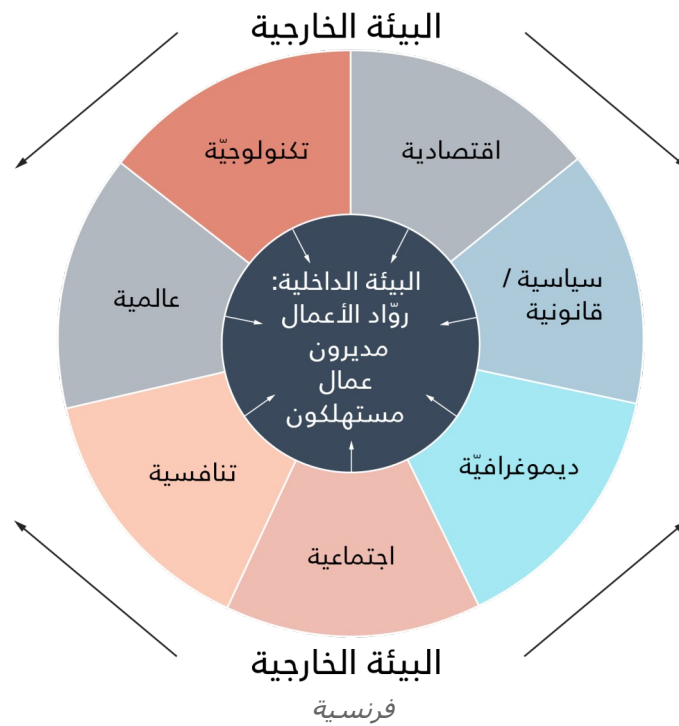 البيئة الخارجية
تكنولوجيّة
اقتصادية
سياسية /
قانونية
عالمية
البيئة الداخلية:
روّاد الأعمال
مديرون
عمال
مستهلكون
ديموغرافيّة
تنافسية
اجتماعية
البيئة الخارجية
فرنسية